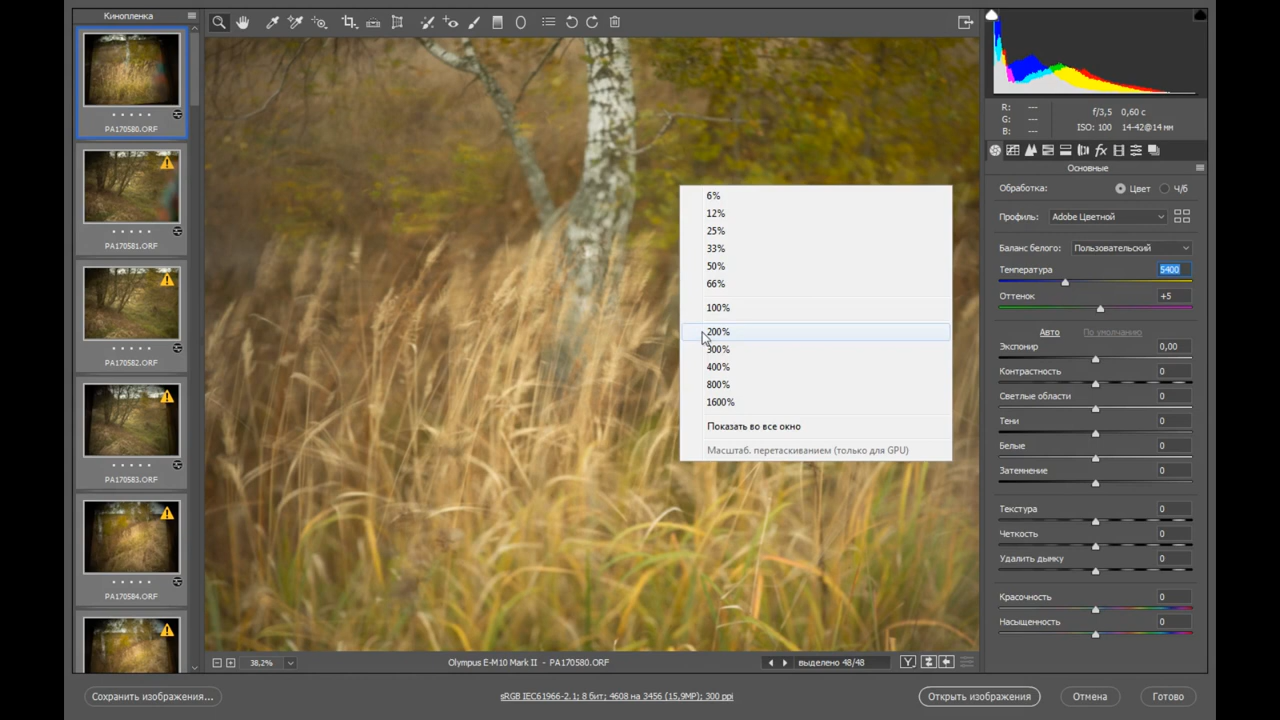 Кинопленка
PA170580.ORF
PA170581.ORF
PA170582.ORF
PA170583.ORF
PA170584.ORF
6%
12%
25%
33%
50%
66%
100%
200%
300%
400%
800%
1600%
Показать во все окно
Масштаб. перетаскиванием (только для GPU)
38,2%
Olympus E-M10 Mark II - PA170580.ORF
выделено 48/48
Y
R: ---
G: ---
B: ---
f/3,5 0,60 с
ISO: 100 14-42@14 мм
fx
Основные
Обработка: Цвет Ч/б
Профиль: Adobe Цветной
Баланс белого: Пользовательский
Температура 5400
Оттенок +5
Авто По умолчанию
Экспонир 0,00
Контрастность 0
Светлые области 0
Тени 0
Белые 0
Затемнение 0
Текстура 0
Четкость 0
Удалить дымку 0
Красочность 0
Насыщенность 0
Сохранить изображения...
sRGB IEC61966-2.1; 8 бит; 4608 на 3456 (15,9MP); 300 ppi
Открыть изображения
Отмена
Готово